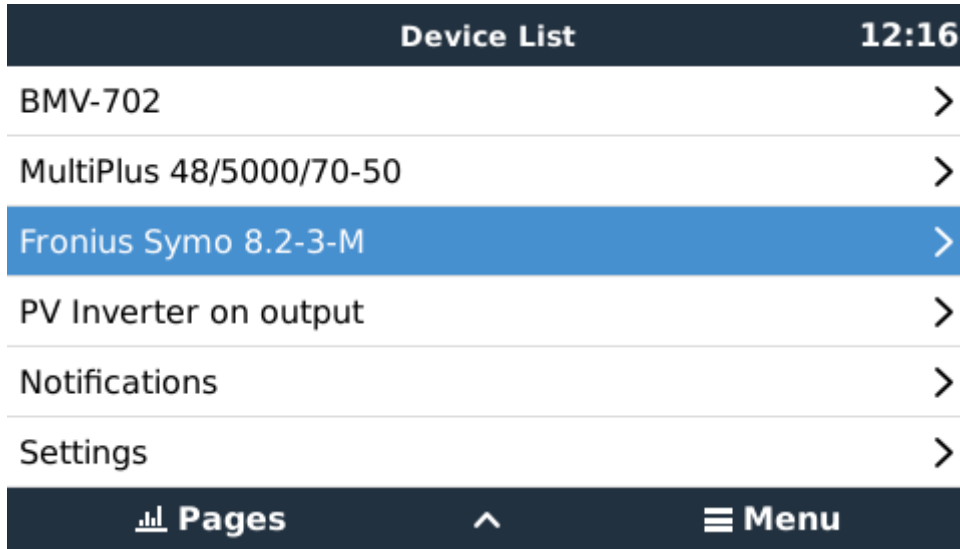 Device List 12:16
BMV-702
MultiPlus 48/5000/70-50
Fronius Symo 8.2-3-M
PV Inverter on output
Notifications
Settings
Pages Menu